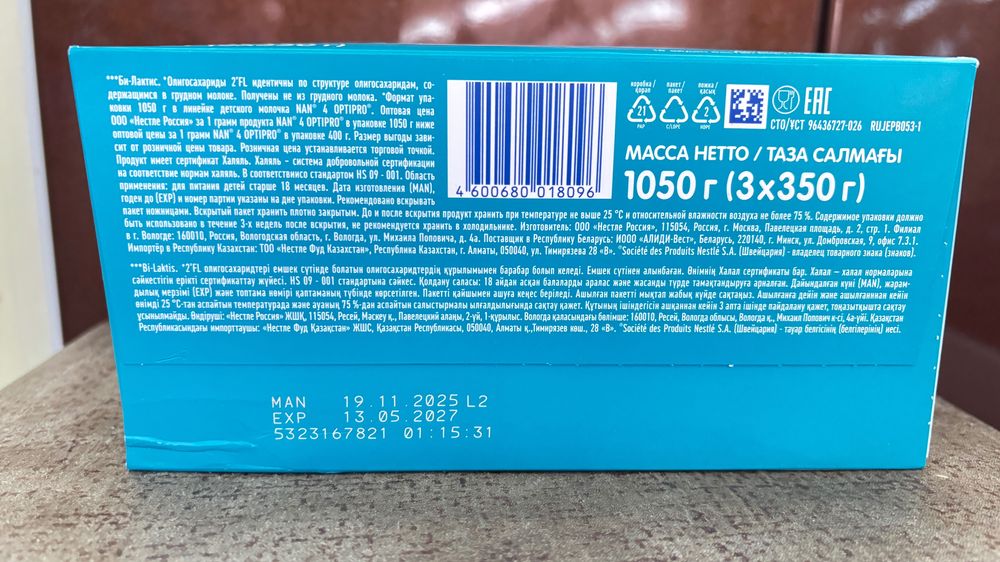 ***Би-Лактис. *Олигосахариды 2'FL идентичны по структуре олигосахаридам, со-
держащимся в грудном молоке. Получены не из грудного молока. °Формат упа-
ковки 1050 г в линейке детского молочка NAN® 4 OPTIPRO®. Оптовая цена
ООО «Нестле Россия» за 1 грамм продукта NAN® 4 OPTIPRO® в упаковке 1050 г ниже
оптовой цены за 1 грамм NAN® 4 OPTIPRO® в упаковке 400 г. Размер выгоды зави-
сит от розничной цены товара. Розничная цена устанавливается торговой точкой.
Продукт имеет сертификат Халяль. Халяль - система добровольной сертификации
на соответствие нормам халяль. В соответствиисо стандартом HS 09 - 001. Область
применения: для питания детей старше 18 месяцев. Дата изготовления (MAN),
годен до (EXP) и номер партии указаны на дне упаковки. Рекомендовано вскрывать
пакет ножницами. Вскрытый пакет хранить плотно закрытым. До и после вскрытия продукт хранить при температуре не выше 25 °C и относительной влажности воздуха не более 75 %. Содержимое упаковки должно
быть использовано в течение 3-х недель после вскрытия, не рекомендуется хранить в холодильнике. Изготовитель: ООО «Нестле Россия», 115054, Россия, г. Москва, Павелецкая площадь, д. 2, стр. 1. Филиал
в г. Вологде: 160010, Россия, Вологодская область, г. Вологда, ул. Михаила Поповича, д. 4а. Поставщик в Республику Беларусь: ИООО «АЛИДИ-Вест», Беларусь, 220140, г. Минск, ул. Домбровская, 9, офис 7.3.1.
Импортёр в Республику Казахстан: ТОО «Нестле Фуд Казахстан», Республика Казахстан, г. Алматы, 050040, ул. Тимирязева 28 «В». ®Société des Produits Nestlé S.A. (Швейцария) - владелец товарного знака (знаков).
4 600680 018096
коробка / қорап
21
PAP
пакет / пакет
C/LDPE
ложка / қасық
2
HDPE
EAC
СТО/ҰСТ 96436727-026 RUJEPB053-1
МАССА НЕТТО / ТАЗА САЛМАҒЫ
1050 г (3x350 г)
***Bi-Laktis. *2'FL олигосахаридтері емшек сүтінде болатын олигосахаридтердің құрылымымен барабар болып келеді. Емшек сүтінен алынбаған. Өнімнің Халал сертификаты бар. Халал – халал нормаларына
сәйкестігін ерікті сертификаттау жүйесі. HS 09 - 001 стандартына сәйкес. Қолдану саласы: 18 айдан асқан балаларды аралас және жасанды түрде тамақтандыруға арналған. Дайындалған күні (MAN), жарам-
дылық мерзімі (EXP) және топтама нөмірі қаптаманың түбінде көрсетілген. Пакетті қайшымен ашуға кеңес беріледі. Ашылған пакетті мықтап жабық күйде сақтаңыз. Ашылғанға дейін және ашылғаннан кейін
өнімді 25 °C-тан аспайтын температурада және ауаның 75 %-дан аспайтын салыстырмалы ылғалдылығында сақтау қажет. Қутының ішіндегісін ашқаннан кейін 3 апта ішінде пайдалану қажет, тоңазытқышта сақтау
ұсынылмайды. Өндіруші: «Нестле Россия» ЖШҚ, 115054, Ресей, Мәскеу қ., Павелецкий алаңы, 2-үй, 1-құрылыс. Вологда қаласындағы бөлімше: 160010, Ресей, Вологда облысы, Вологда қ., Михаил Попович к-сі, 4а-үйі. Қазақстан
Республикасындағы импорттаушы: «Нестле Фуд Қазақстан» ЖШС, Қазақстан Республикасы, 050040, Алматы қ., Тимирязев көш., 28 «В». ®Société des Produits Nestlé S.A. (Швейцария) - тауар белгісінің (белгілерінің) иесі.
MAN 19.11.2025 L2
EXP 13.05.2027
5323167821 01:15:31